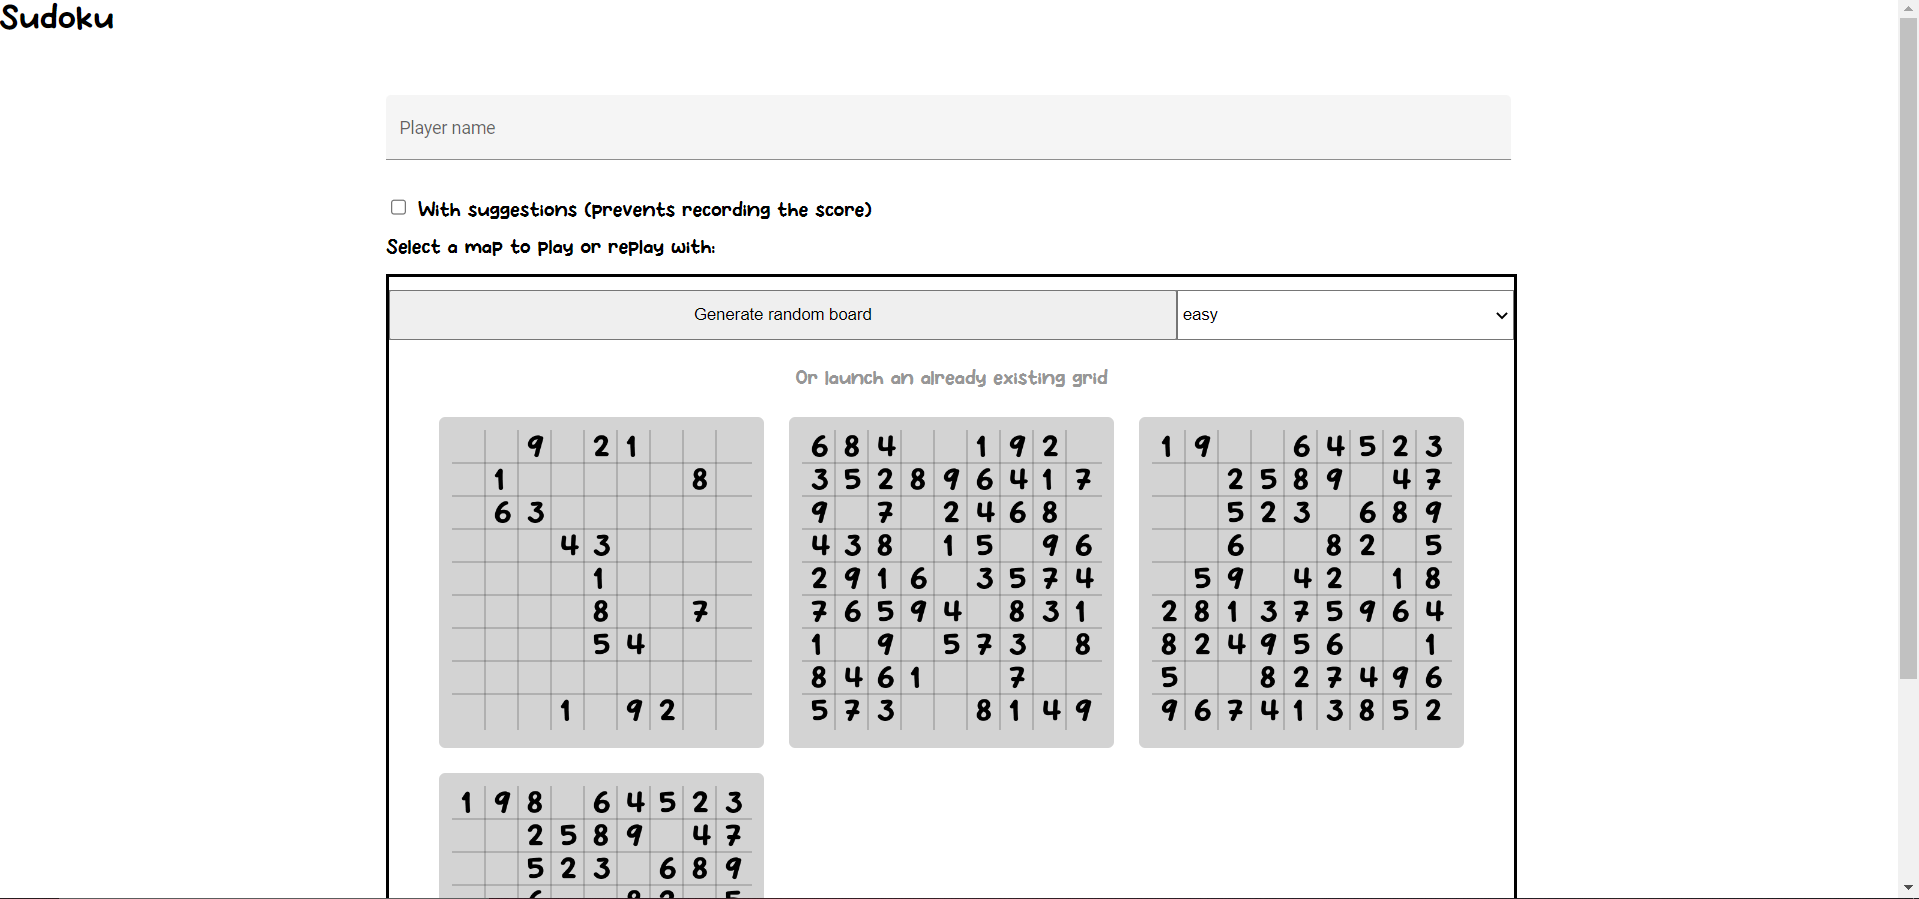 Sudoku
Player name
With suggestions (prevents recording the score)
Select a map to play or replay with:
Generate random board
easy
Or launch an already existing grid
9 2 1
1 8
6 3
4 3
1
8 7
5 4
1 9 2
6 8 4 1 9 2
3 5 2 8 9 6 4 1 7
9 7 2 4 6 8
4 3 8 1 5 9 6
2 9 1 6 3 5 7 4
7 6 5 9 4 8 3 1
1 9 5 7 3 8
8 4 6 1 7
5 7 3 8 1 4 9
1 9 6 4 5 2 3
2 5 8 9 4 7
5 2 3 6 8 9
6 8 2 5
5 9 4 2 1 8
2 8 1 3 7 5 9 6 4
8 2 4 9 5 6 1
5 8 2 7 4 9 6
9 6 7 4 1 3 8 5 2
1 9 8 6 4 5 2 3
2 5 8 9 4 7
5 2 3 6 8 9